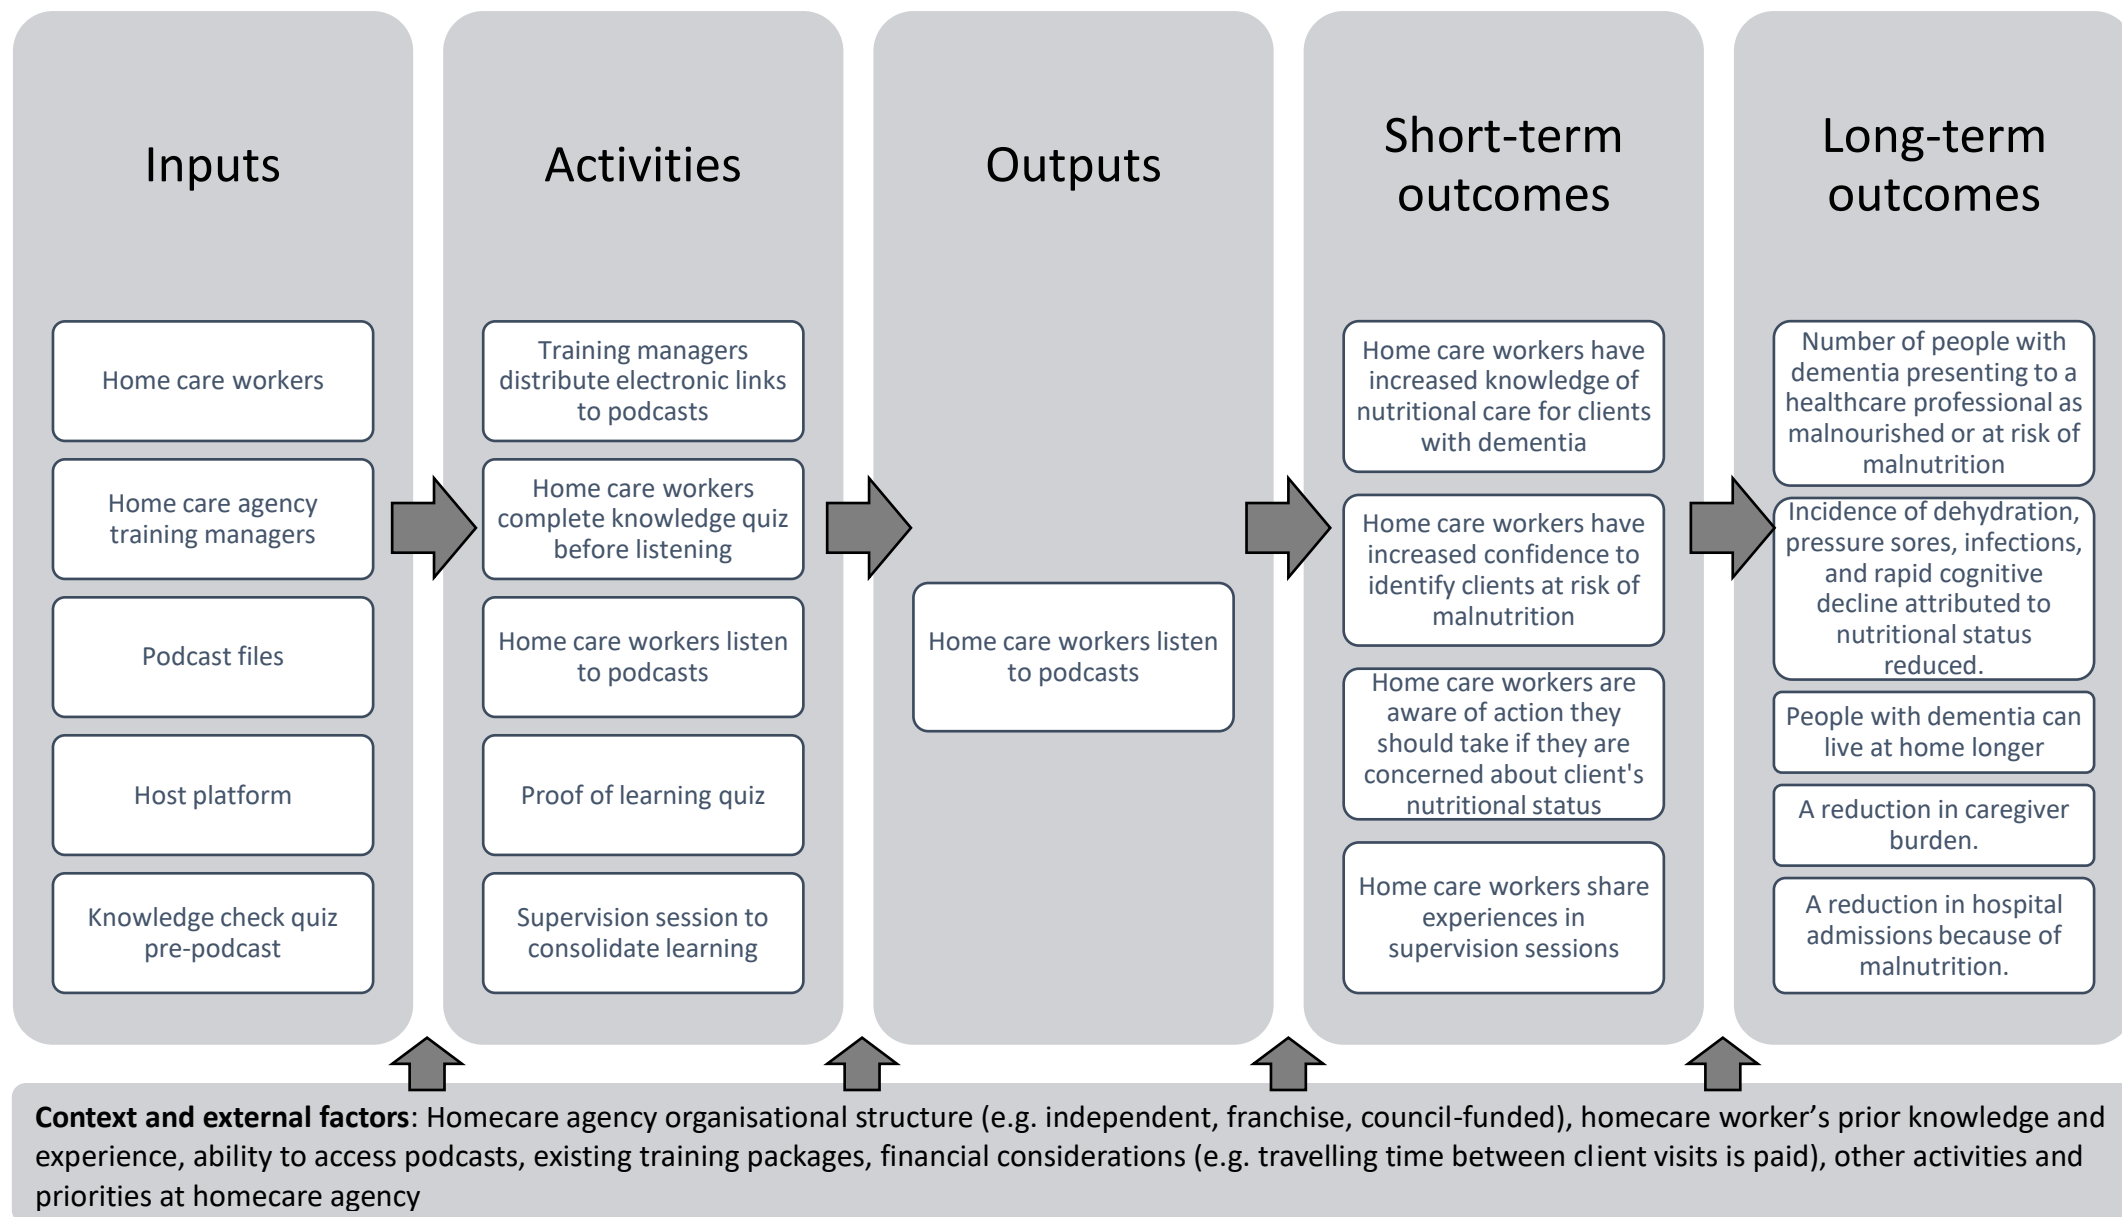 Inputs
Home care workers
Home care agency
training managers
Podcast files
Host platform
Knowledge check quiz
pre-podcast
Activities
Training managers
distribute electronic links
to podcasts
Home care workers
complete knowledge quiz
before listening
Home care workers listen
to podcasts
Proof of learning quiz
Supervision session to
consolidate learning
Outputs
Home care workers listen
to podcasts
Short-term
outcomes
Home care workers have
increased knowledge of
nutritional care for clients
with dementia
Home care workers have
increased confidence to
identify clients at risk of
malnutrition
Home care workers are
aware of action they
should take if they are
concerned about client's
nutritional status
Home care workers share
experiences in
supervision sessions
Long-term
outcomes
Number of people with
dementia presenting to a
healthcare professional as
malnourished or at risk of
malnutrition
Incidence of dehydration,
pressure sores, infections,
and rapid cognitive
decline attributed to
nutritional status
reduced.
People with dementia can
live at home longer
A reduction in caregiver
burden.
A reduction in hospital
admissions because of
malnutrition.
Context and external factors: Homecare agency organisational structure (e.g. independent, franchise, council-funded), homecare worker’s prior knowledge and
experience, ability to access podcasts, existing training packages, financial considerations (e.g. travelling time between client visits is paid), other activities and
priorities at homecare agency